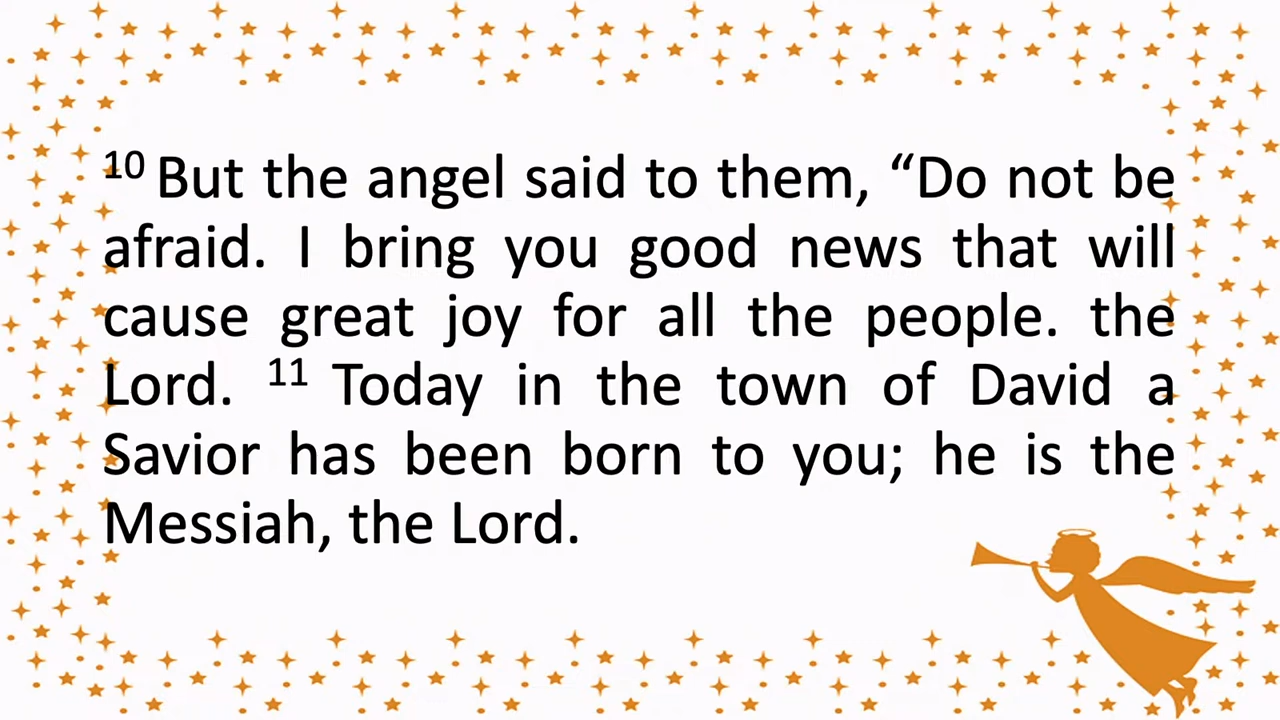 10 But the angel said to them, “Do not be
afraid. I bring you good news that will
cause great joy for all the people. the
Lord. 11 Today in the town of David a
Savior has been born to you; he is the
Messiah, the Lord.